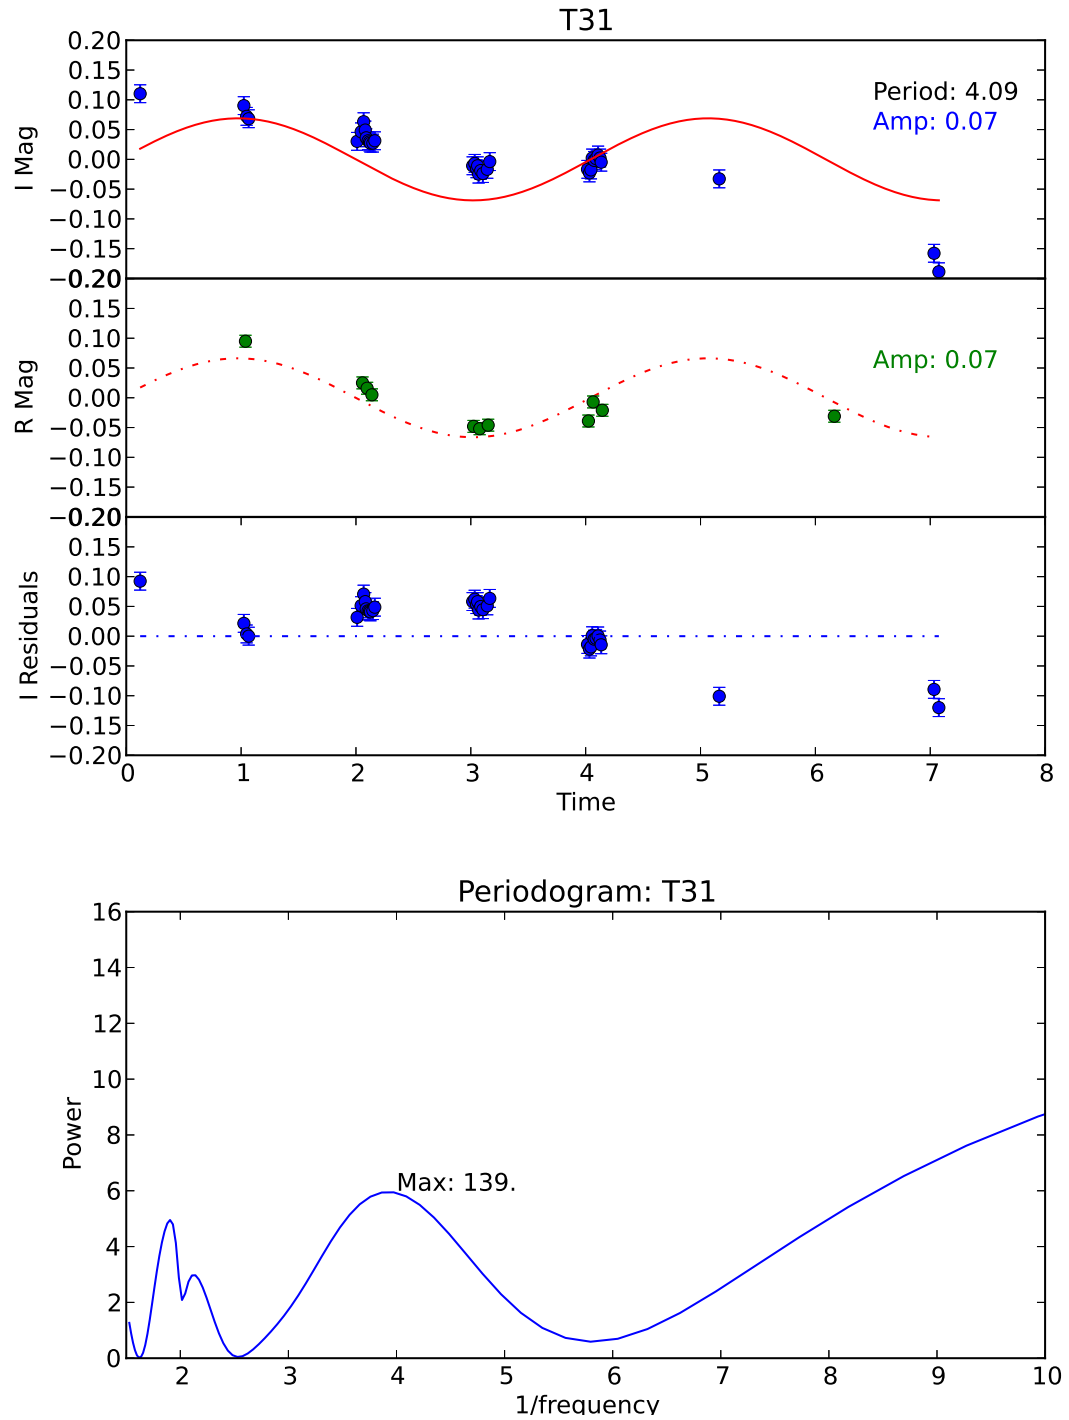 T31
0.20
0.15
0.10
0.05
0.00
−0.05
−0.10
−0.15
−0.20
I Mag
Period: 4.09
Amp: 0.07
0.20
0.15
0.10
0.05
0.00
−0.05
−0.10
−0.15
−0.20
R Mag
Amp: 0.07
0.20
0.15
0.10
0.05
0.00
−0.05
−0.10
−0.15
−0.20
I Residuals
0 1 2 3 4 5 6 7 8
Time
Periodogram: T31
16
14
12
10
8
6
4
2
0
Power
Max: 139.
2 3 4 5 6 7 8 9 10
1/frequency